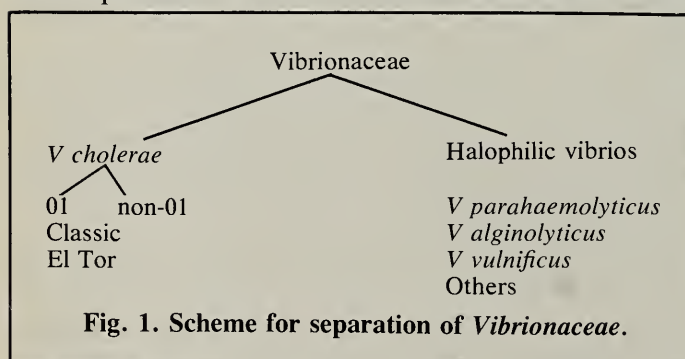 Vibrionaceae
V cholerae
Halophilic vibrios
01 non-01
Classic
El Tor
V parahaemolyticus
V alginolyticus
V vulnificus
Others
Fig. 1. Scheme for separation of Vibrionaceae.